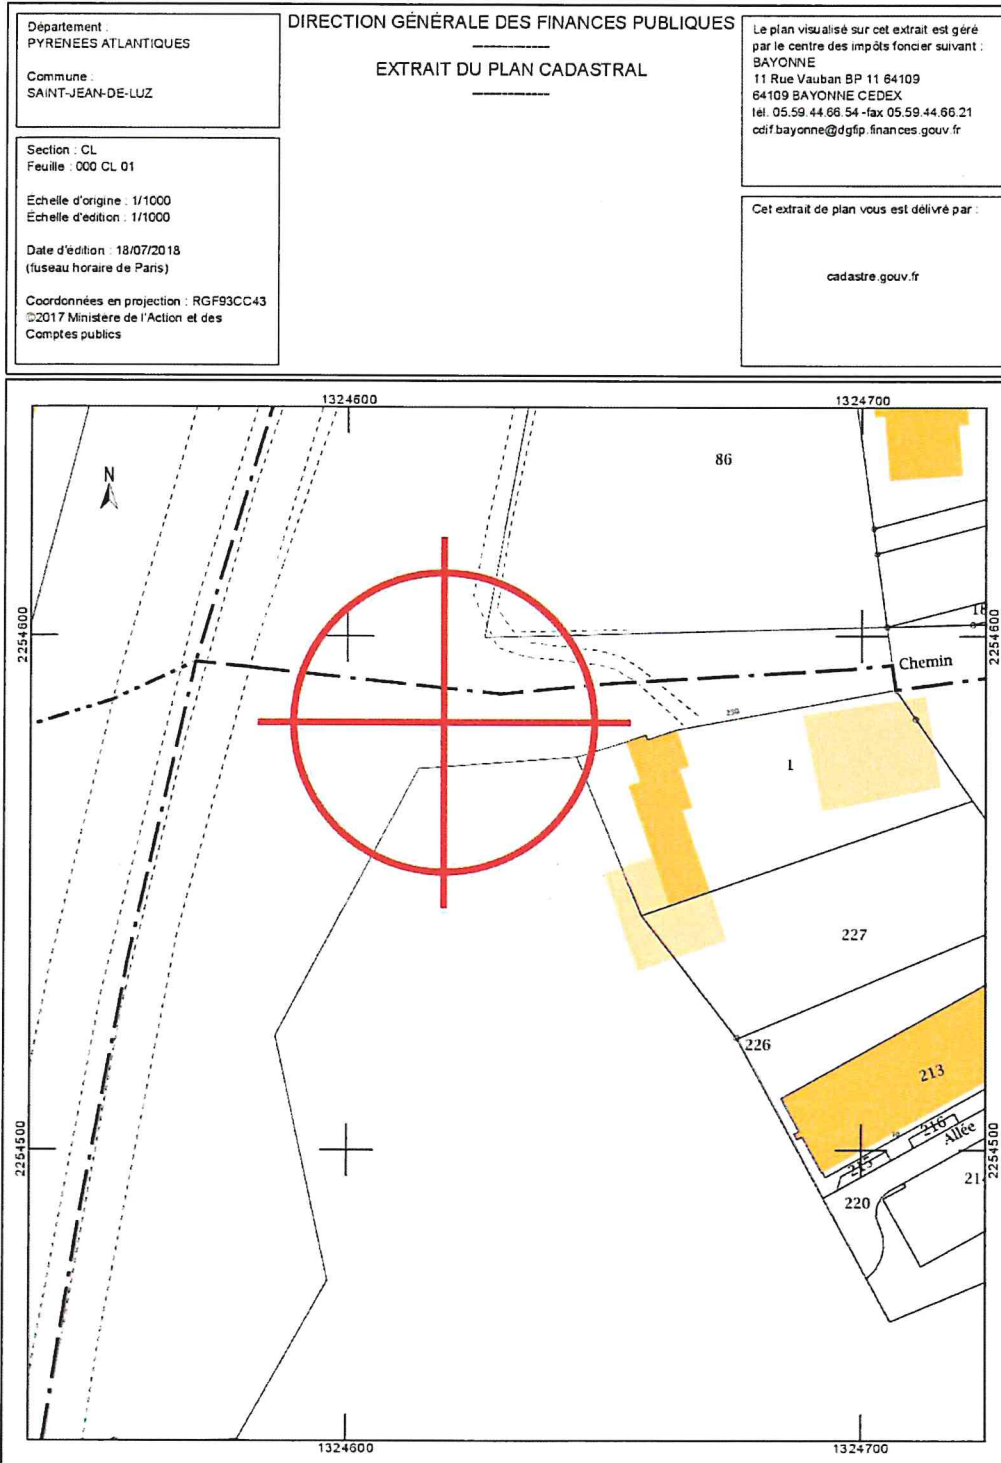 Département :
PYRENEES ATLANTIQUES
Commune :
SAINT-JEAN-DE-LUZ
Section : CL
Feuille : 000 CL 01
Échelle d'origine : 1/1000
Échelle d'édition : 1/1000
Date d'édition : 18/07/2018
(fuseau horaire de Paris)
Coordonnées en projection : RGF93CC43
©2017 Ministère de l'Action et des
Comptes publics
DIRECTION GÉNÉRALE DES FINANCES PUBLIQUES
EXTRAIT DU PLAN CADASTRAL
Le plan visualisé sur cet extrait est géré
par le centre des impôts foncier suivant :
BAYONNE
11 Rue Vauban BP 11 64109
64109 BAYONNE CEDEX
tél. 05.59.44.66.54 -fax 05.59.44.66.21
cdif.bayonne@dgfip.finances.gouv.fr
Cet extrait de plan vous est délivré par :
cadastre.gouv.fr
1324600
1324700
N
86
2254600
18
2254600
Chemin
230
1
227
226
213
216
Allée
2254500
2254500
215
220
21
1324600
1324700